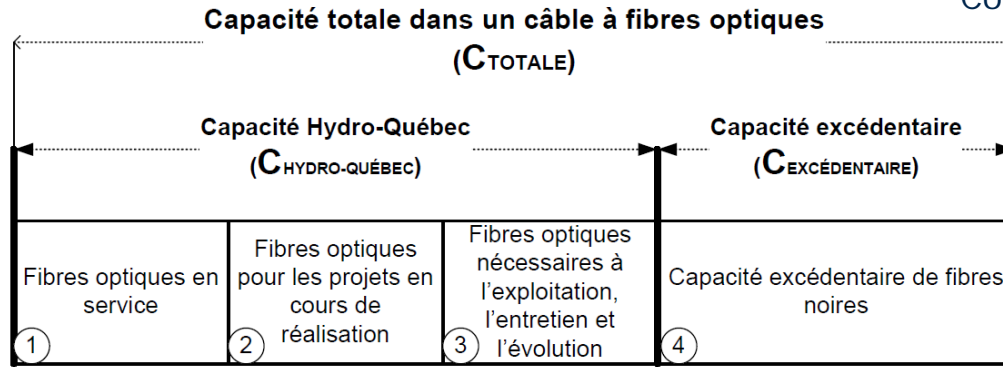 Capacité totale dans un câble à fibres optiques
(CTOTALE)
Capacité Hydro-Québec
(CHYDRO-QUÉBEC)
Capacité excédentaire
(CEXCÉDENTAIRE)
Fibres optiques en
service
1
Fibres optiques
pour les projets en
cours de
réalisation
2
Fibres optiques
nécessaires à
l'exploitation,
l'entretien et
l'évolution
3
Capacité excédentaire de fibres
noires
4